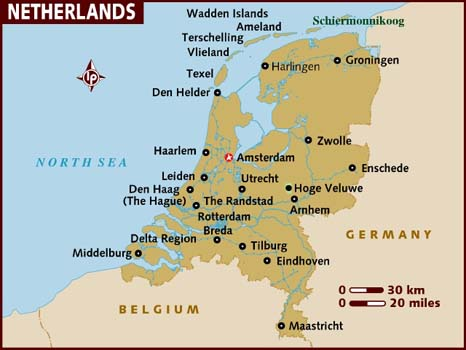 NETHERLANDS
Wadden Islands
Ameland
Schiermonnikoog
Terschelling
Vlieland
Texel
Harlingen
Groningen
Den Helder
LP
Haarlem
Amsterdam
Zwolle
NORTH SEA
Enschede
Leiden
Utrecht
Den Haag
(The Hague)
Hoge Veluwe
The Randstad
Arnhem
Rotterdam
Delta Region
Breda
GERMANY
Middelburg
Tilburg
Eindhoven
0 30 km
0 20 miles
BELGIUM
Maastricht